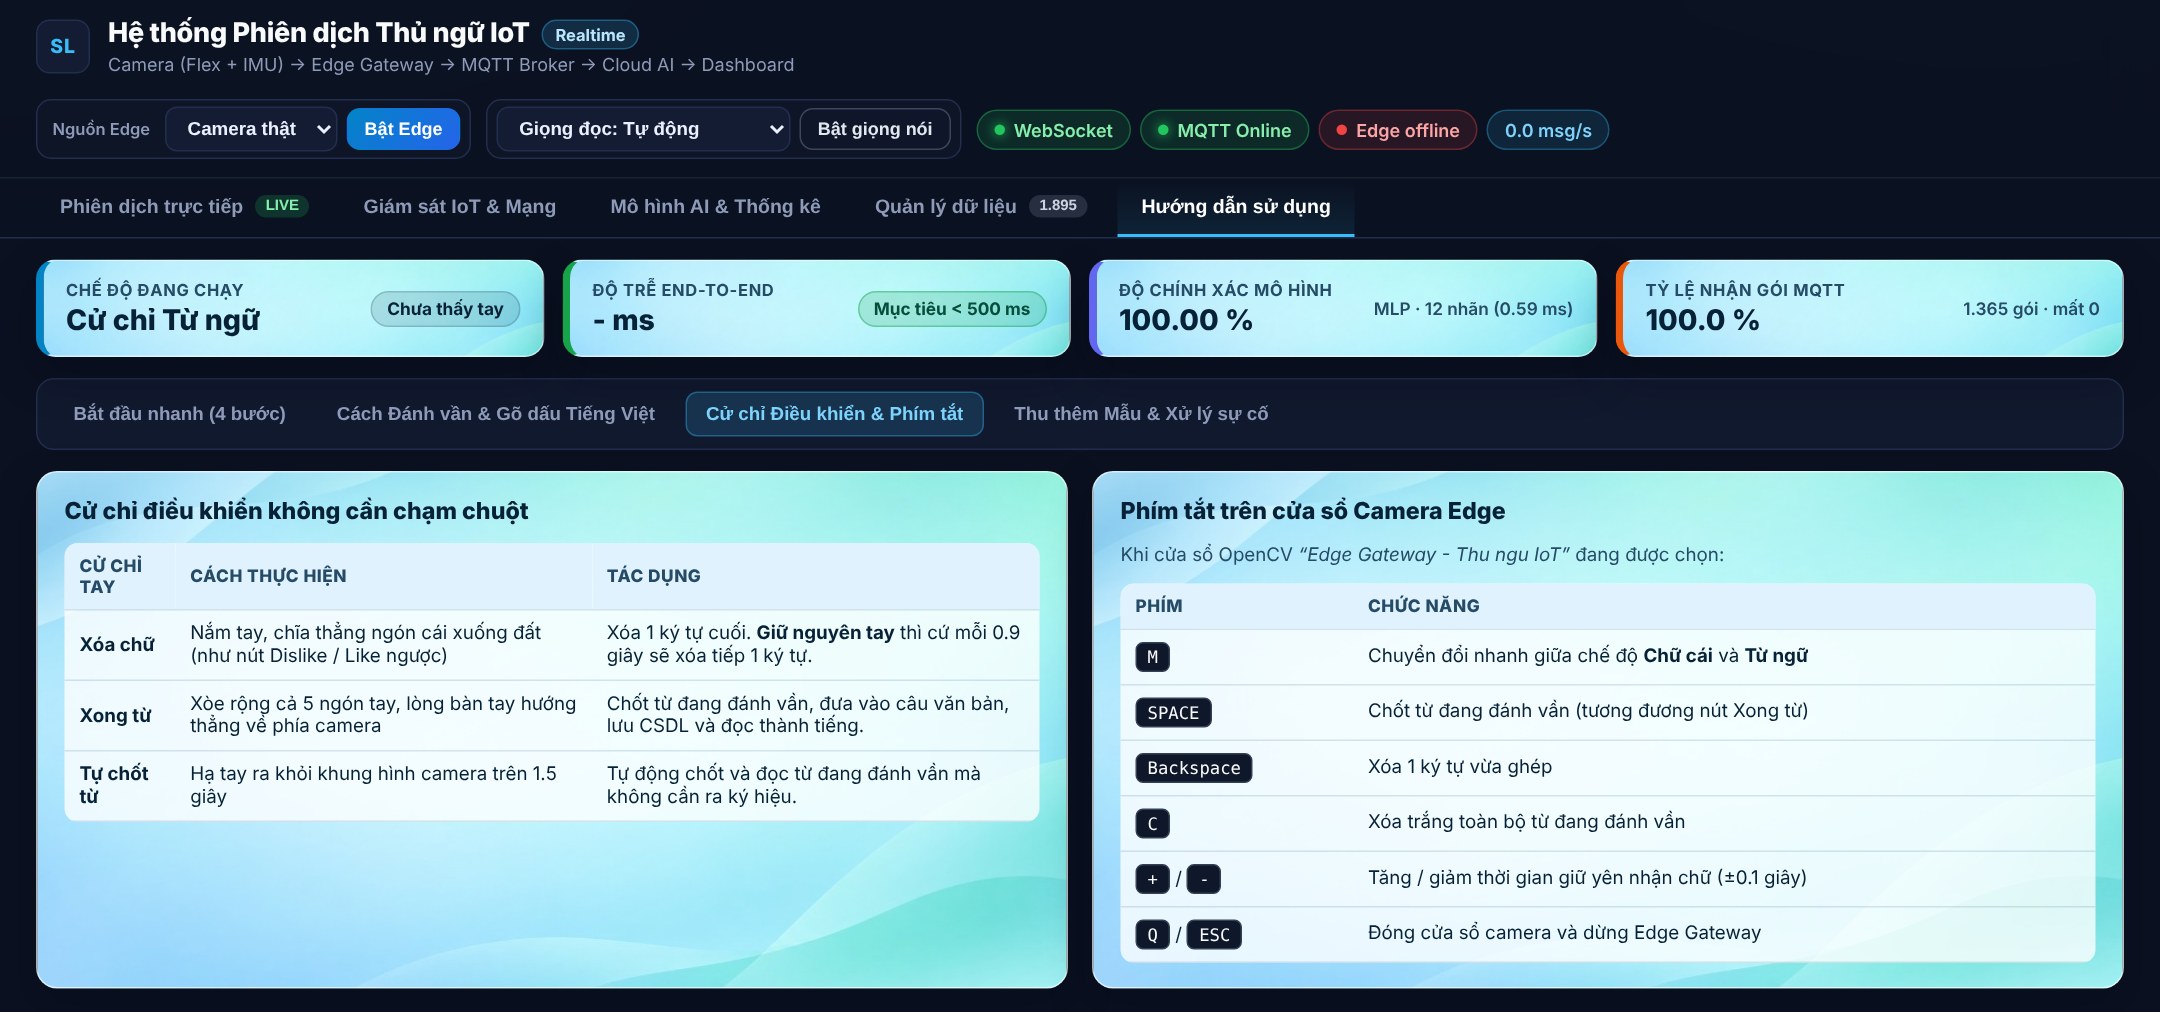 SL
Hệ thống Phiên dịch Thủ ngữ IoT Realtime
Camera (Flex + IMU) → Edge Gateway → MQTT Broker → Cloud AI → Dashboard
Nguồn Edge Camera thật Bật Edge Giọng đọc: Tự động Bật giọng nói WebSocket MQTT Online Edge offline 0.0 msg/s
Phiên dịch trực tiếp LIVE Giám sát IoT & Mạng Mô hình AI & Thống kê Quản lý dữ liệu 1.895 Hướng dẫn sử dụng
CHẾ ĐỘ ĐANG CHẠY
Cử chỉ Từ ngữ
Chưa thấy tay
ĐỘ TRỄ END-TO-END
- ms
Mục tiêu < 500 ms
ĐỘ CHÍNH XÁC MÔ HÌNH
100.00 %
MLP · 12 nhãn (0.59 ms)
TỶ LỆ NHẬN GÓI MQTT
100.0 %
1.365 gói · mất 0
Bắt đầu nhanh (4 bước) Cách Đánh vần & Gõ dấu Tiếng Việt Cử chỉ Điều khiển & Phím tắt Thu thêm Mẫu & Xử lý sự cố
Cử chỉ điều khiển không cần chạm chuột
CỬ CHỈ
TAY
CÁCH THỰC HIỆN
TÁC DỤNG
Xóa chữ
Nắm tay, chĩa thẳng ngón cái xuống đất
(như nút Dislike / Like ngược)
Xóa 1 ký tự cuối. Giữ nguyên tay thì cứ mỗi 0.9
giây sẽ xóa tiếp 1 ký tự.
Xong từ
Xòe rộng cả 5 ngón tay, lòng bàn tay hướng
thẳng về phía camera
Chốt từ đang đánh vần, đưa vào câu văn bản,
lưu CSDL và đọc thành tiếng.
Tự chốt
từ
Hạ tay ra khỏi khung hình camera trên 1.5
giây
Tự động chốt và đọc từ đang đánh vần mà
không cần ra ký hiệu.
Phím tắt trên cửa sổ Camera Edge
Khi cửa sổ OpenCV “Edge Gateway - Thu ngu IoT” đang được chọn:
PHÍM CHỨC NĂNG
M Chuyển đổi nhanh giữa chế độ Chữ cái và Từ ngữ
SPACE Chốt từ đang đánh vần (tương đương nút Xong từ)
Backspace Xóa 1 ký tự vừa ghép
C Xóa trắng toàn bộ từ đang đánh vần
+ / - Tăng / giảm thời gian giữ yên nhận chữ (±0.1 giây)
Q / ESC Đóng cửa sổ camera và dừng Edge Gateway